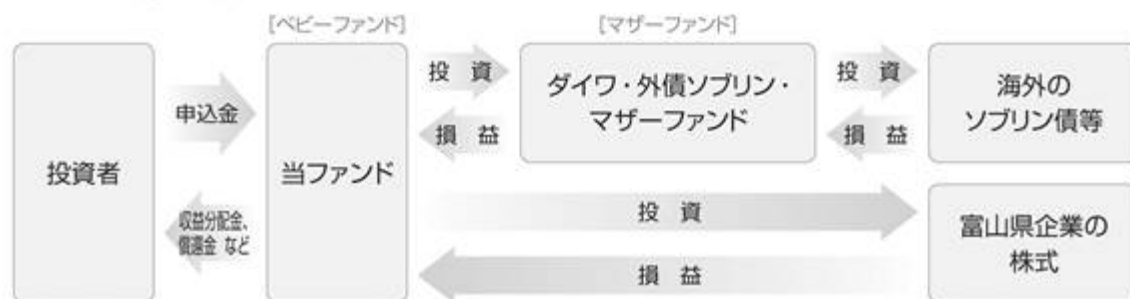 [ベビーファンド]
[マザーファンド]
投資者
申込金
収益分配金、
償還金 など
当ファンド
投 資
損 益
ダイワ・外債ソブリン・
マザーファンド
投 資
損 益
海外の
ソブリン債等
投 資
損 益
富山県企業の
株式